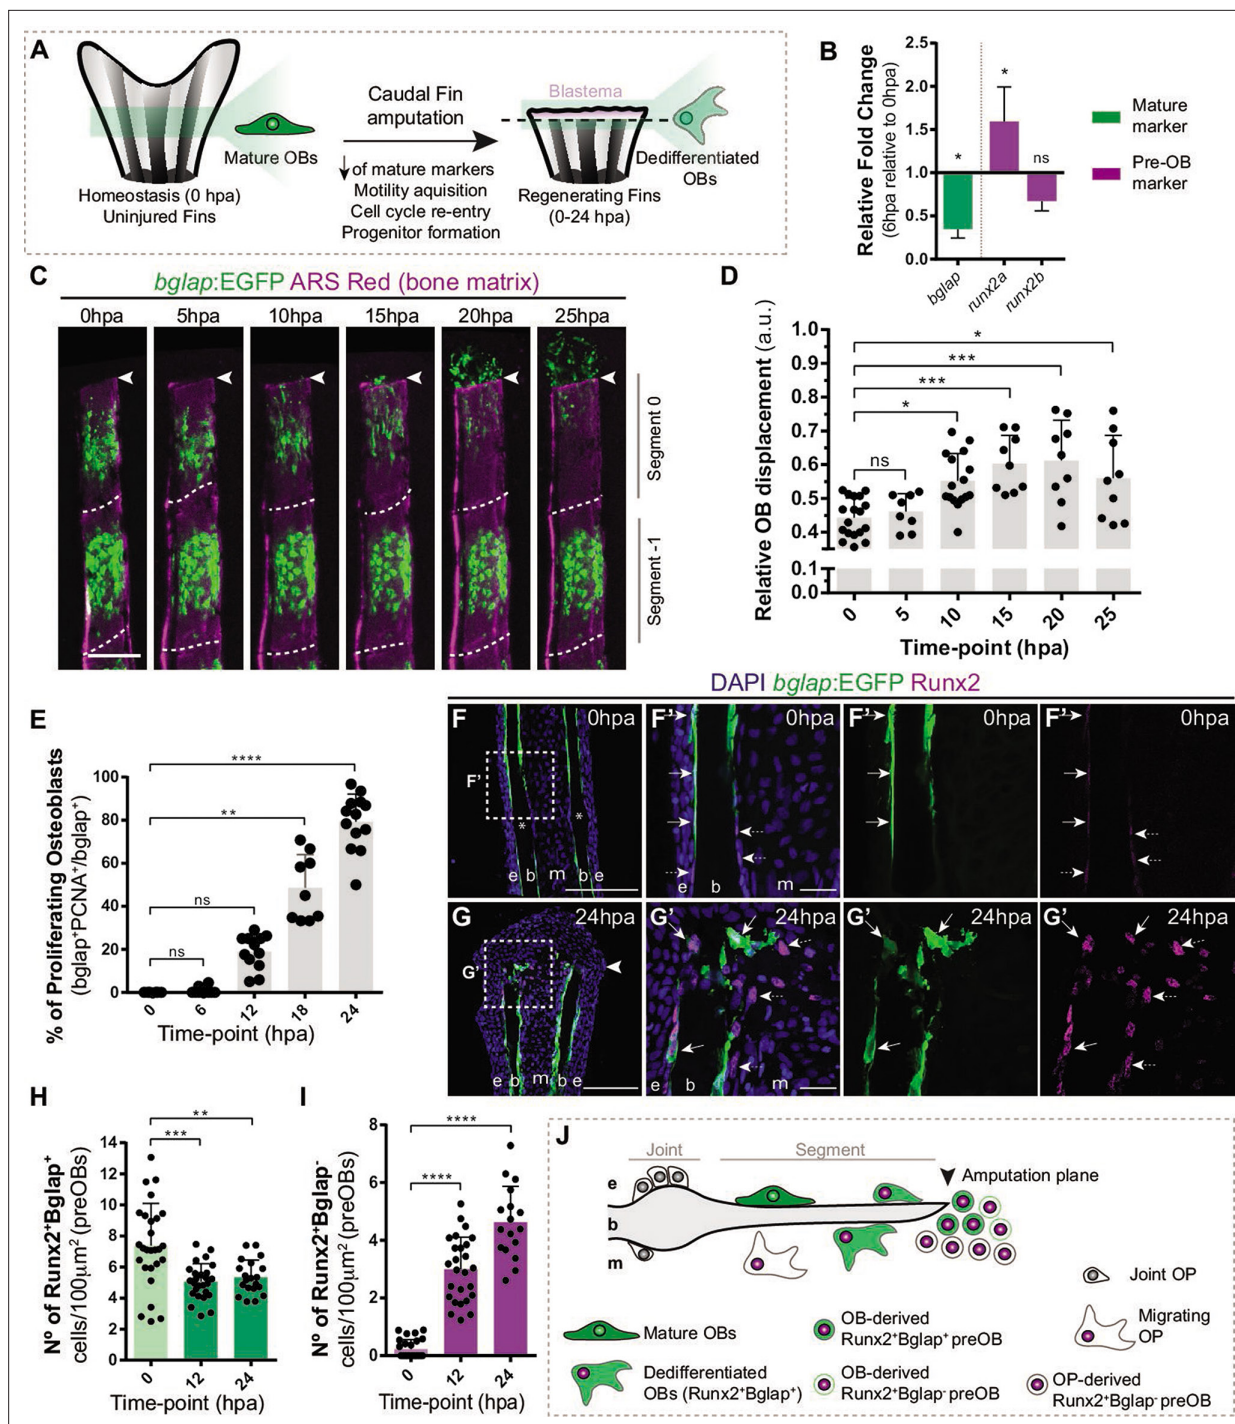 A
Homeostasis (0 hpa)
Uninjured Fins
Mature OBs
Caudal Fin
amputation
↓of mature markers
Motility aquisition
Cell cycle re-entry
Progenitor formation
Blastema
Dedifferentiated
OBs
Regenerating Fins
(0-24 hpa)
B
Relative Fold Change
(6hpa relative to 0hpa)
2.5
2.0
1.5
1.0
0.5
0.0
*
*
ns
bglap
runx2a
runx2b
Mature
marker
Pre-OB
marker
C
bglap:EGFP ARS Red (bone matrix)
0hpa 5hpa 10hpa 15hpa 20hpa 25hpa
Segment 0
Segment -1
D
Relative OB displacement (a.u.)
1.0
0.9
0.8
0.7
0.6
0.5
0.4
0.1
0.0
*
***
***
*
ns
0 5 10 15 20 25
Time-point (hpa)
E
% of Proliferating Osteoblasts
(bglap⁺PCNA⁺/bglap⁺)
100
80
60
40
20
0
****
**
ns
ns
0 6 12 18 24
Time-point (hpa)
DAPI bglap:EGFP Runx2
F 0hpa
F'
* *
e b m b e
F' 0hpa
e b m
F' 0hpa
F' 0hpa
G 24hpa
G'
e b m b e
G' 24hpa
e b m
G' 24hpa
G' 24hpa
H
Nº of Runx2⁺Bglap⁺
cells/100µm² (preOBs)
14
12
10
8
6
4
2
0
**
***
0 12 24
Time-point (hpa)
I
Nº of Runx2⁺Bglap⁻
cells/100µm² (preOBs)
8
6
4
2
0
****
****
0 12 24
Time-point (hpa)
J
Joint
Segment
Amputation plane
e
b
m
Joint OP
Migrating
OP
Mature OBs
OB-derived
Runx2⁺Bglap⁺ preOB
Dedifferentiated
OBs (Runx2⁺Bglap⁺)
OB-derived
Runx2⁺Bglap⁻ preOB
OP-derived
Runx2⁺Bglap⁻ preOB